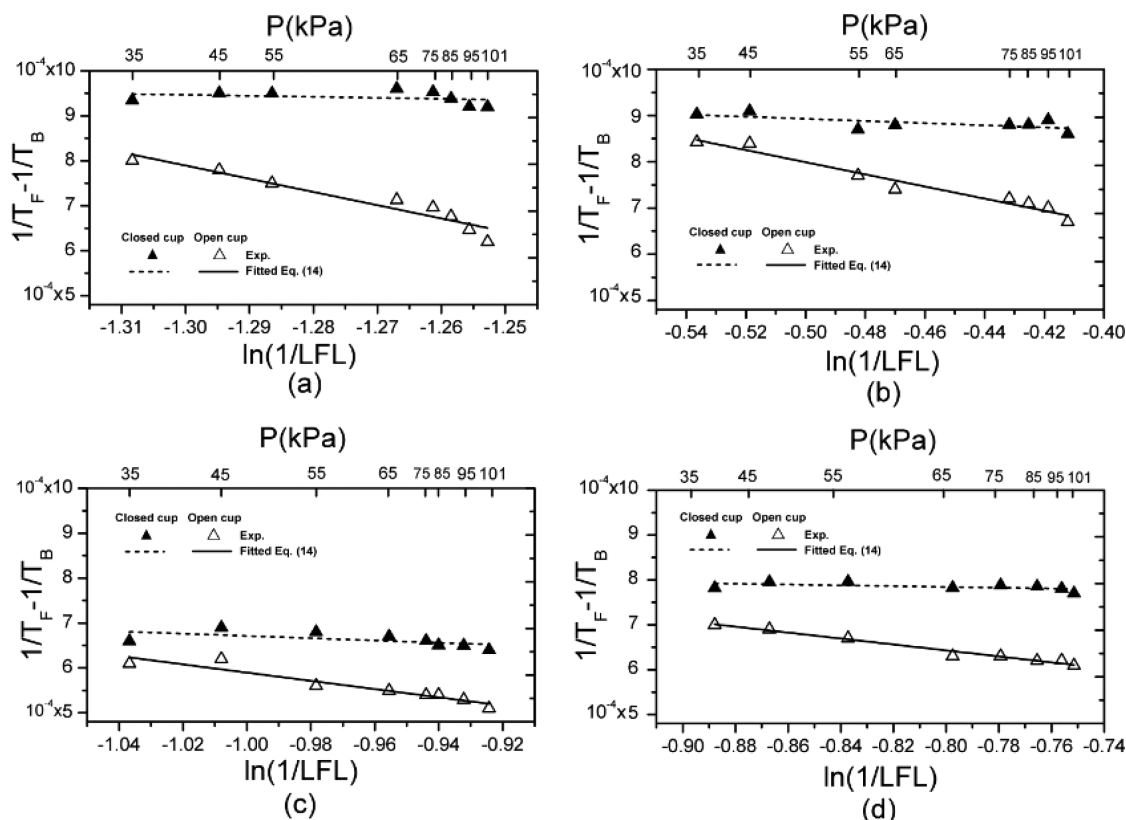 P(kPa)
35 45 55 65 75 85 95 101
10⁻⁴x10
9
8
7
6
10⁻⁴x5
1/T_F-1/T_B
Closed cup Open cup
Exp.
Fitted Eq. (14)
-1.31 -1.30 -1.29 -1.28 -1.27 -1.26 -1.25
ln(1/LFL)
(a)
P(kPa)
35 45 55 65 75 85 95 101
10⁻⁴x10
9
8
7
6
10⁻⁴x5
1/T_F-1/T_B
Closed cup Open cup
Exp.
Fitted Eq. (14)
-0.54 -0.52 -0.50 -0.48 -0.46 -0.44 -0.42 -0.40
ln(1/LFL)
(b)
P(kPa)
35 45 55 65 75 85 95 101
10⁻⁴x10
9
8
7
6
10⁻⁴x5
1/T_F-1/T_B
Closed cup Open cup
Exp.
Fitted Eq. (14)
-1.04 -1.02 -1.00 -0.98 -0.96 -0.94 -0.92
ln(1/LFL)
(c)
P(kPa)
35 45 55 65 75 85 95 101
10⁻⁴x10
9
8
7
6
10⁻⁴x5
1/T_F-1/T_B
Closed cup Open cup
Exp.
Fitted Eq. (14)
-0.90 -0.88 -0.86 -0.84 -0.82 -0.80 -0.78 -0.76 -0.74
ln(1/LFL)
(d)